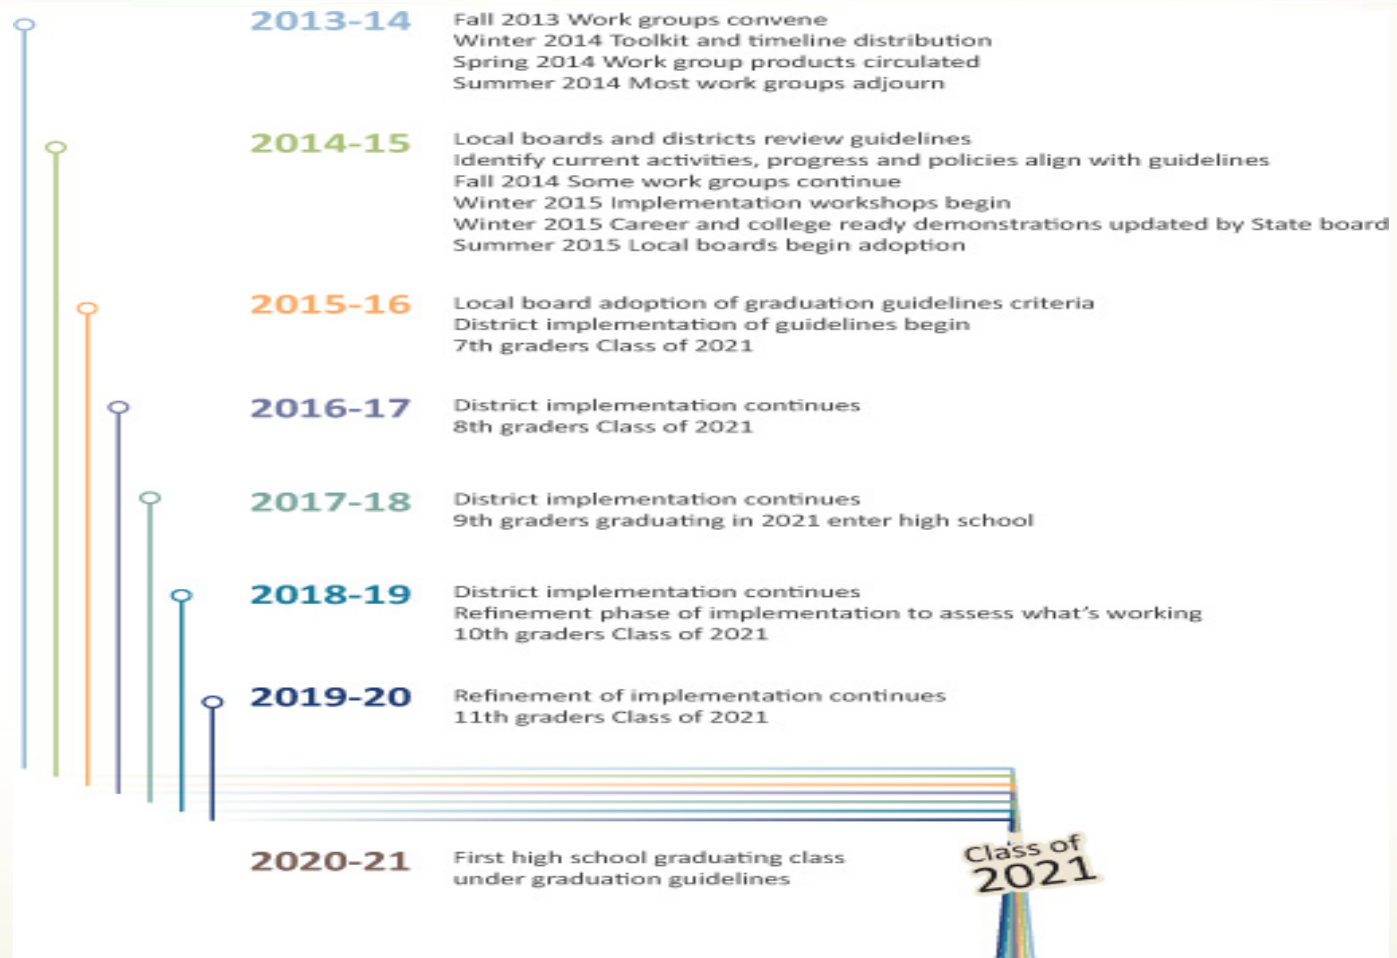 2013-14
Fall 2013 Work groups convene
Winter 2014 Toolkit and timeline distribution
Spring 2014 Work group products circulated
Summer 2014 Most work groups adjourn
2014-15
Local boards and districts review guidelines
Identify current activities, progress and policies align with guidelines
Fall 2014 Some work groups continue
Winter 2015 Implementation workshops begin
Winter 2015 Career and college ready demonstrations updated by State board
Summer 2015 Local boards begin adoption
2015-16
Local board adoption of graduation guidelines criteria
District implementation of guidelines begin
7th graders Class of 2021
2016-17
District implementation continues
8th graders Class of 2021
2017-18
District implementation continues
9th graders graduating in 2021 enter high school
2018-19
District implementation continues
Refinement phase of implementation to assess what's working
10th graders Class of 2021
2019-20
Refinement of implementation continues
11th graders Class of 2021
2020-21
First high school graduating class
under graduation guidelines
Class of
2021